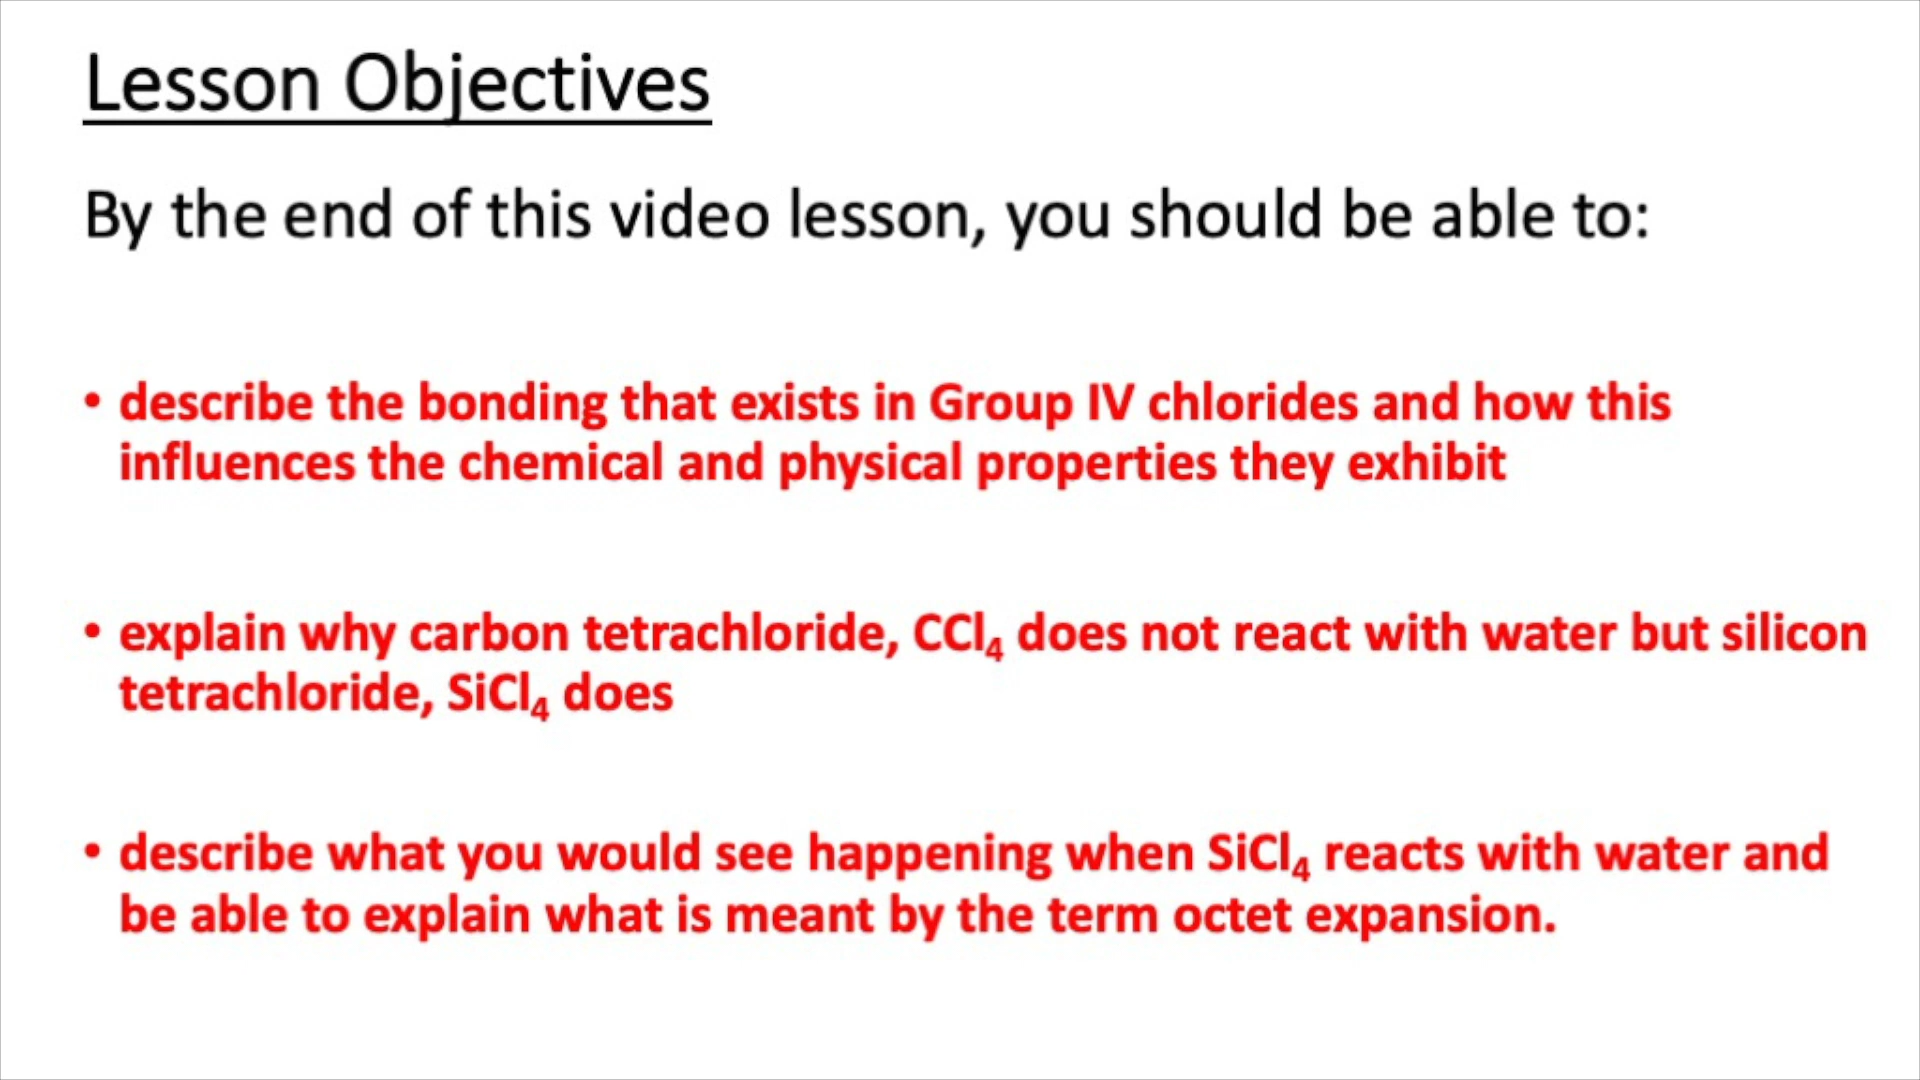 Lesson Objectives
By the end of this video lesson, you should be able to:
• describe the bonding that exists in Group IV chlorides and how this
influences the chemical and physical properties they exhibit
• explain why carbon tetrachloride, CCl₄ does not react with water but silicon
tetrachloride, SiCl₄ does
• describe what you would see happening when SiCl₄ reacts with water and
be able to explain what is meant by the term octet expansion.